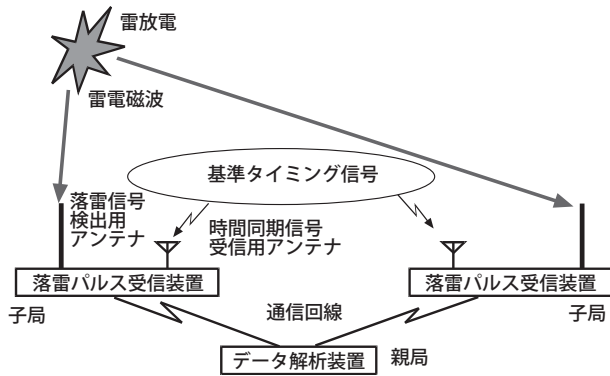 雷放電
雷電磁波
基準タイミング信号
落雷信号
検出用
アンテナ
時間同期信号
受信用アンテナ
落雷パルス受信装置
落雷パルス受信装置
子局
通信回線
子局
データ解析装置
親局